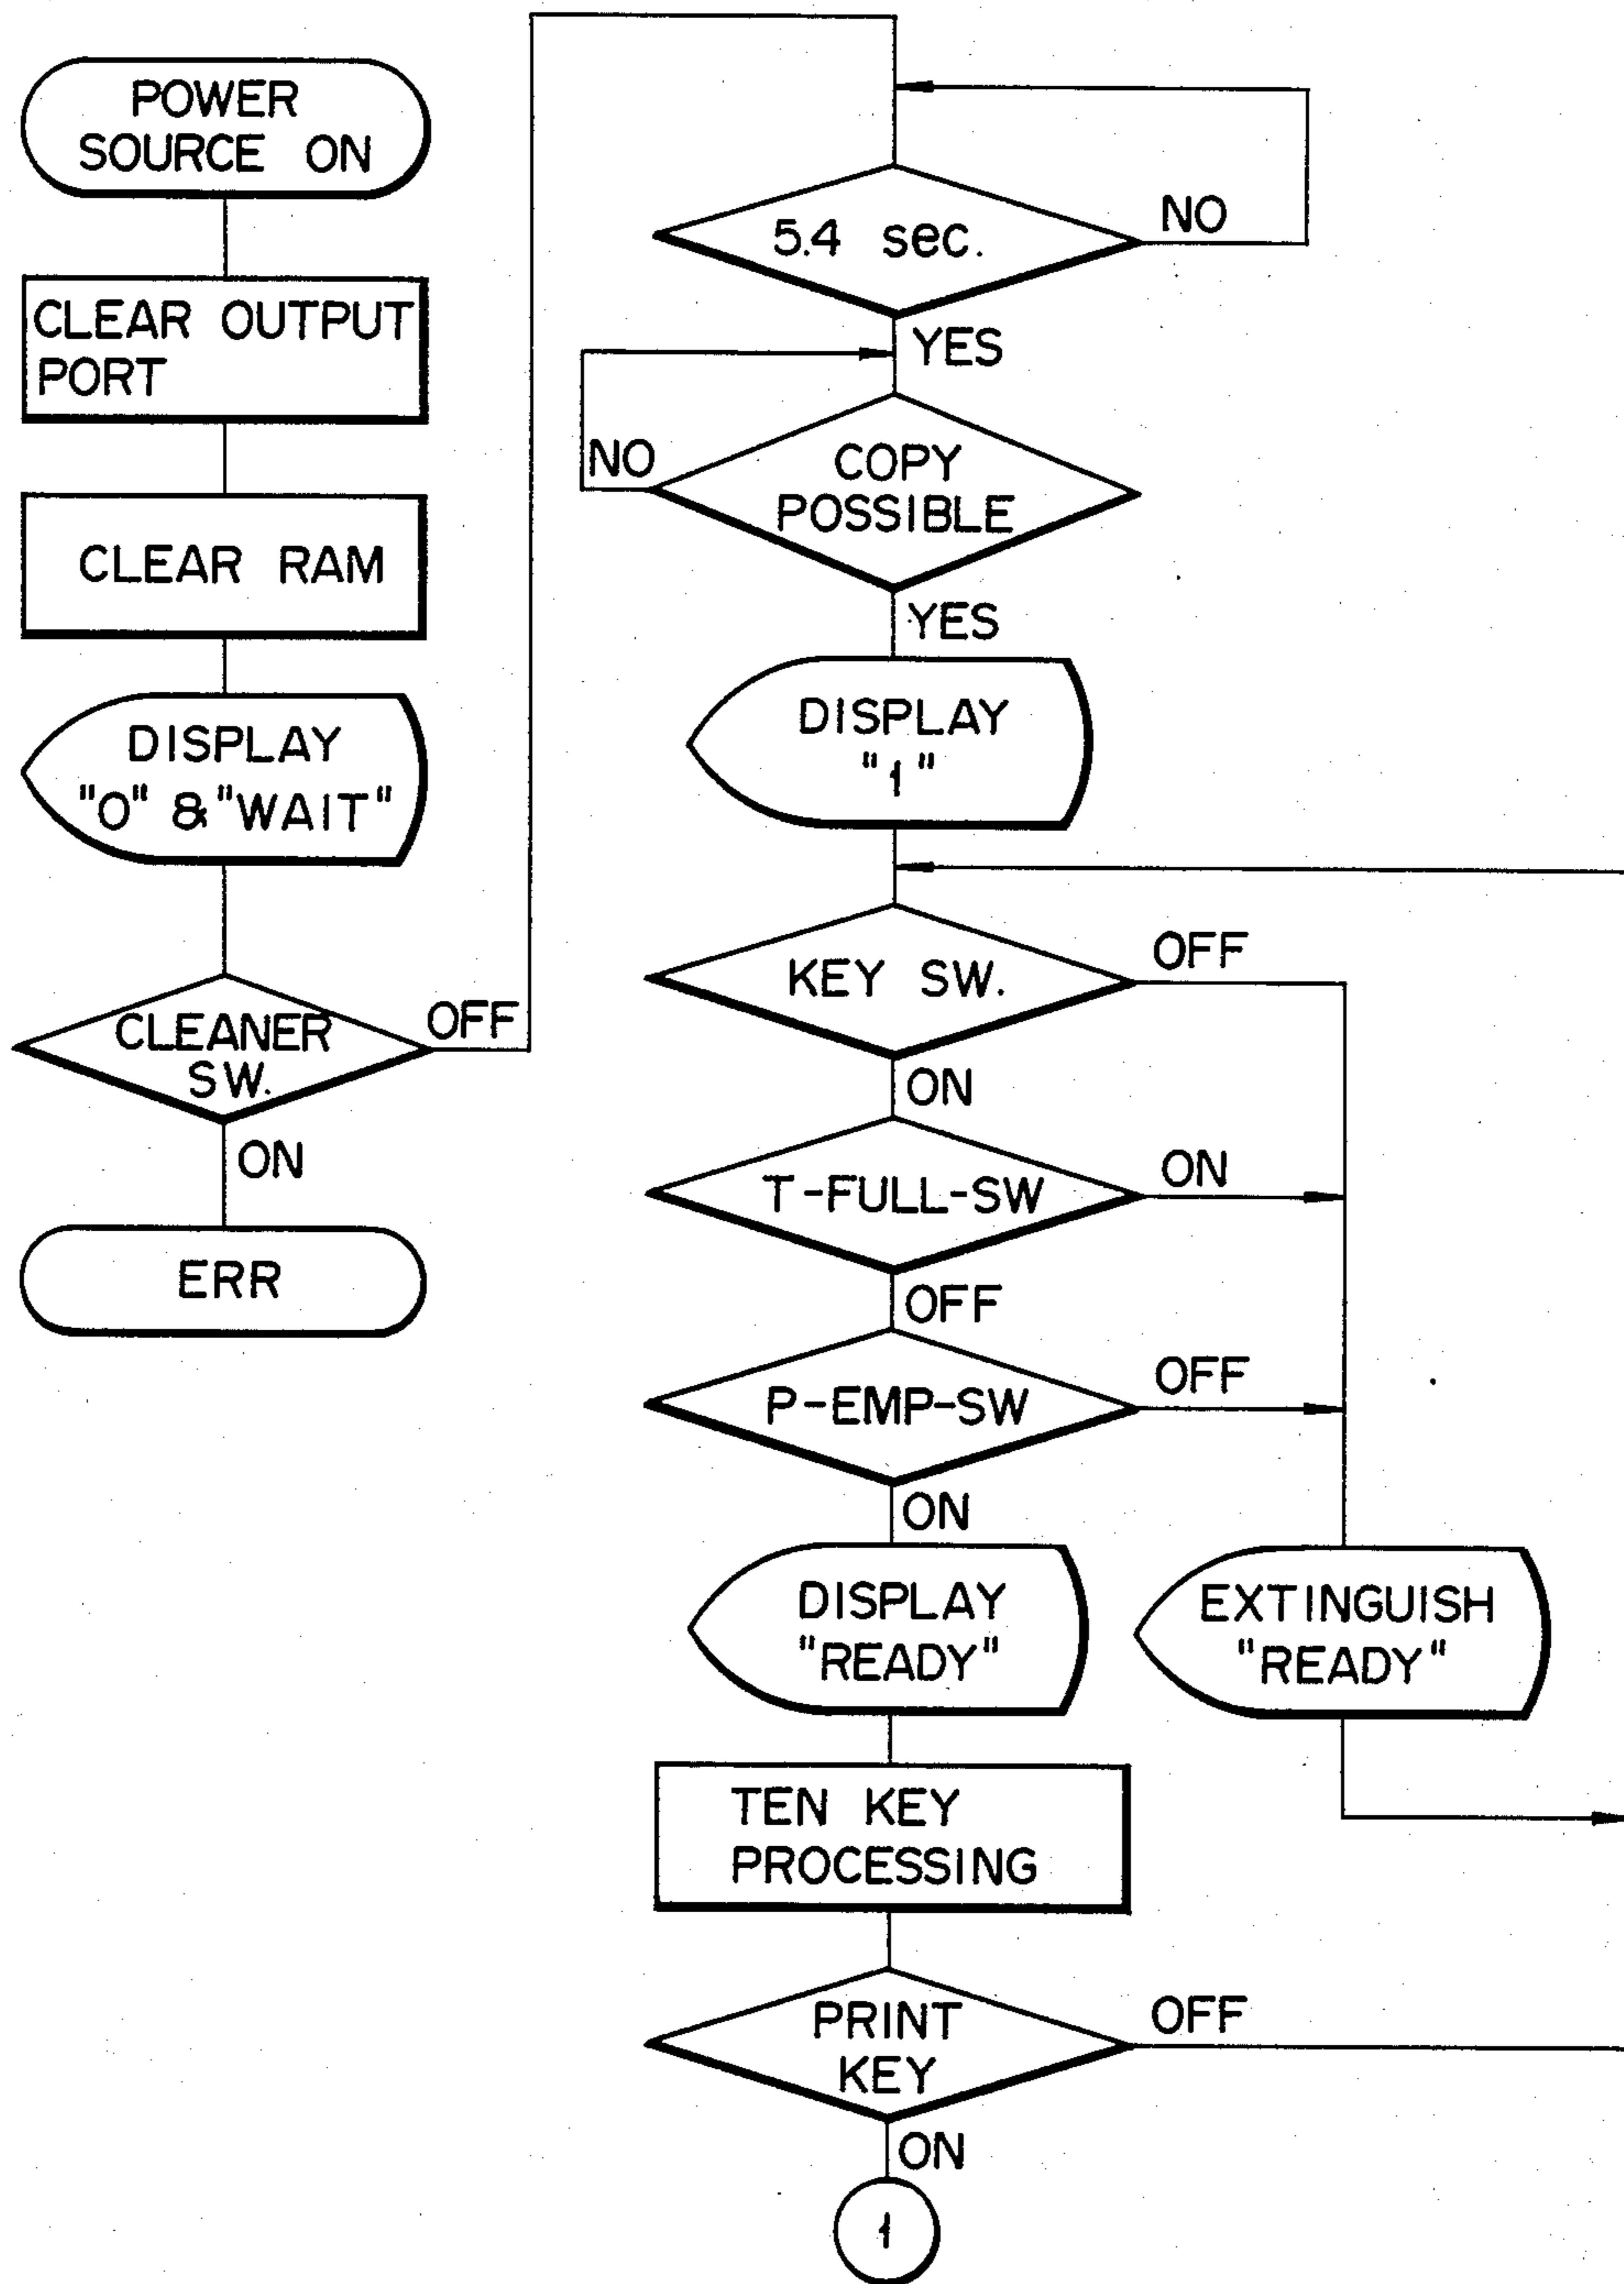 POWER
SOURCE ON
CLEAR OUTPUT
PORT
CLEAR RAM
DISPLAY
"0" & "WAIT"
CLEANER
SW.
OFF
ON
ERR
5.4 sec.
NO
YES
COPY
POSSIBLE
NO
YES
DISPLAY
"1"
KEY SW.
OFF
ON
T-FULL-SW
ON
OFF
P-EMP-SW
OFF
ON
DISPLAY
"READY"
EXTINGUISH
"READY"
TEN KEY
PROCESSING
PRINT
KEY
OFF
ON
1